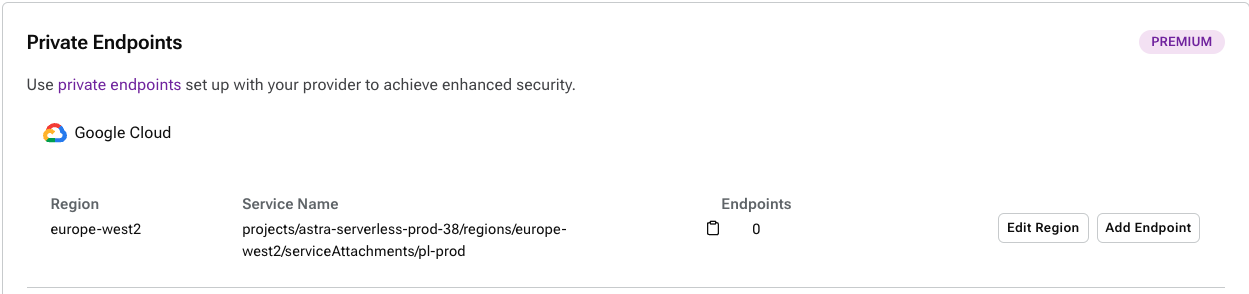 Private Endpoints
PREMIUM
Use private endpoints set up with your provider to achieve enhanced security.
Google Cloud
Region
Service Name
Endpoints
europe-west2
projects/astra-serverless-prod-38/regions/europe-
west2/serviceAttachments/pl-prod
0
Edit Region
Add Endpoint